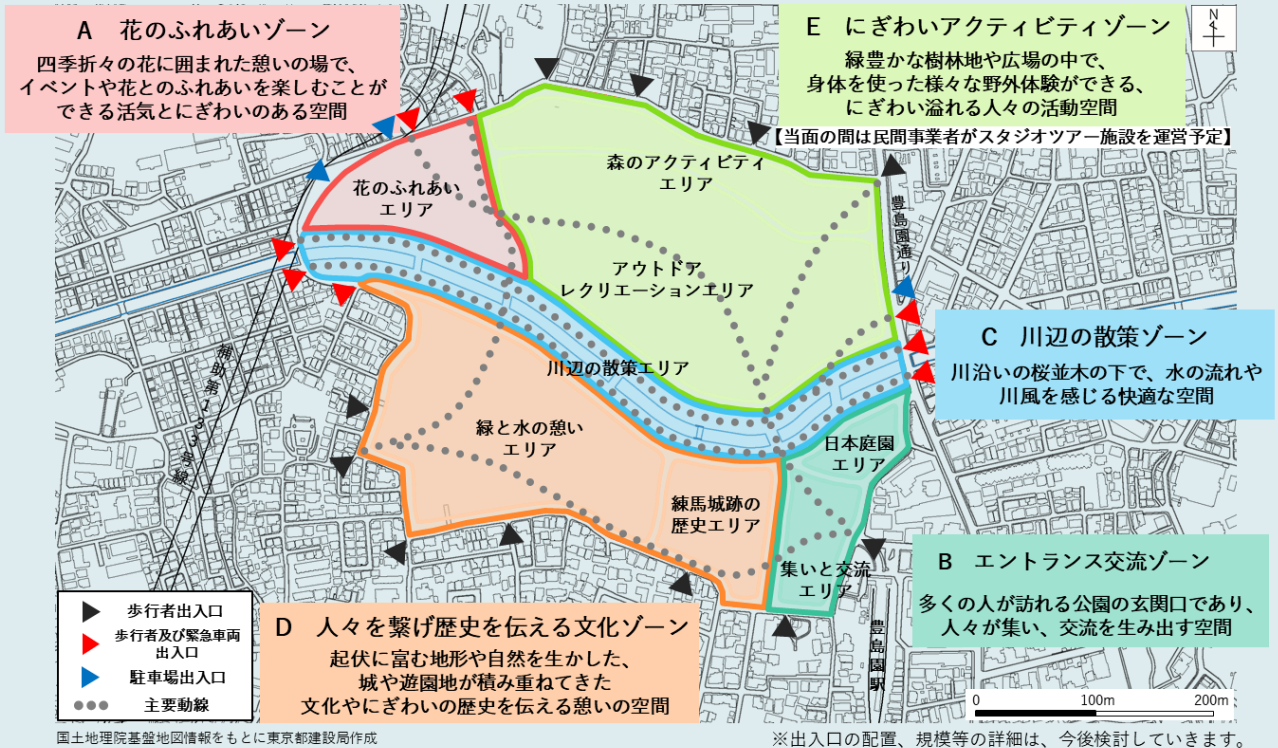 A 花のふれあいゾーン
四季折々の花に囲まれた憩いの場で、
イベントや花とのふれあいを楽しむことが
できる活気とにぎわいのある空間
E にぎわいアクティビティゾーン
緑豊かな樹林地や広場の中で、
身体を使った様々な野外体験ができる、
にぎわい溢れる人々の活動空間
【当面の間は民間事業者がスタジオツアー施設を運営予定】
N
森のアクティビティ
エリア
花のふれあい
エリア
豊島園通り
アウトドア
レクリエーションエリア
C 川辺の散策ゾーン
川沿いの桜並木の下で、水の流れや
川風を感じる快適な空間
川辺の散策エリア
補助第133号線
緑と水の憩い
エリア
日本庭園
エリア
練馬城跡の
歴史エリア
集いと交流
エリア
B エントランス交流ゾーン
多くの人が訪れる公園の玄関口であり、
人々が集い、交流を生み出す空間
豊島園駅
歩行者出入口
歩行者及び緊急車両
出入口
駐車場出入口
主要動線
D 人々を繋げ歴史を伝える文化ゾーン
起伏に富む地形や自然を生かした、
城や遊園地が積み重ねてきた
文化やにぎわいの歴史を伝える憩いの空間
0 100m 200m
国土地理院基盤地図情報をもとに東京都建設局作成
※出入口の配置、規模等の詳細は、今後検討していきます。